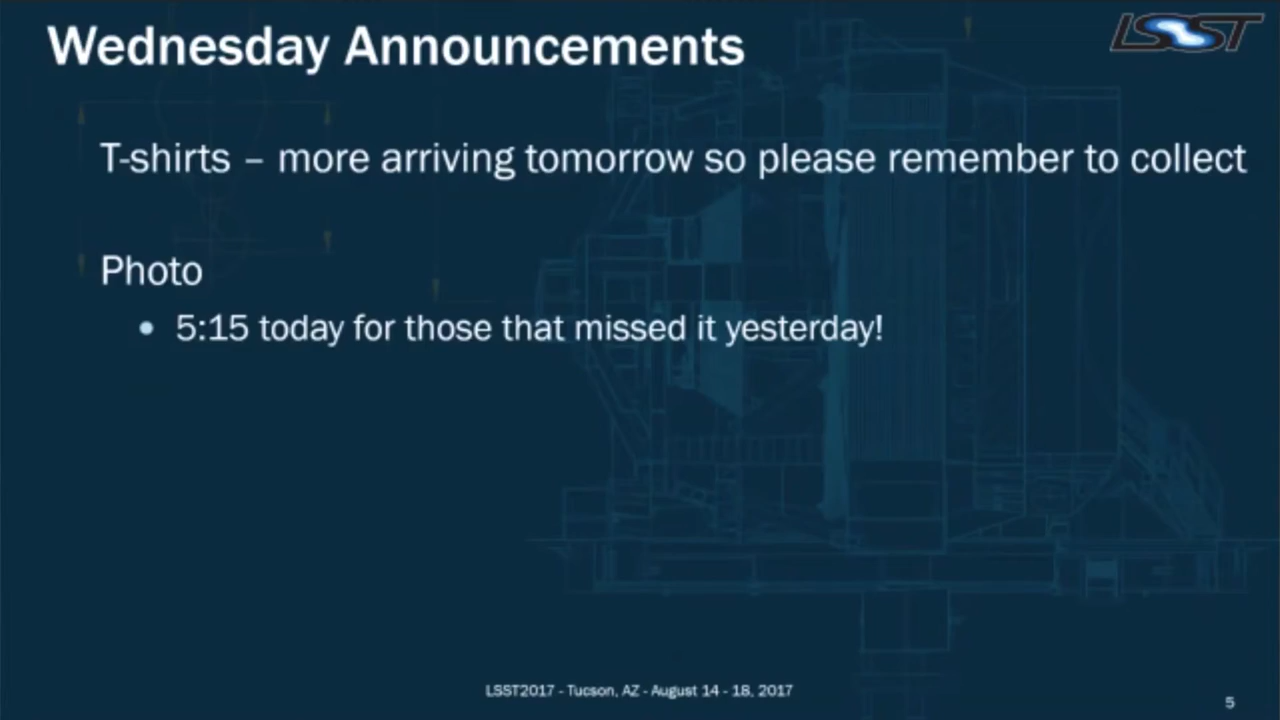 Wednesday Announcements
LSST
T-shirts – more arriving tomorrow so please remember to collect
Photo
• 5:15 today for those that missed it yesterday!
LSST2017 - Tucson, AZ - August 14 - 18, 2017
5